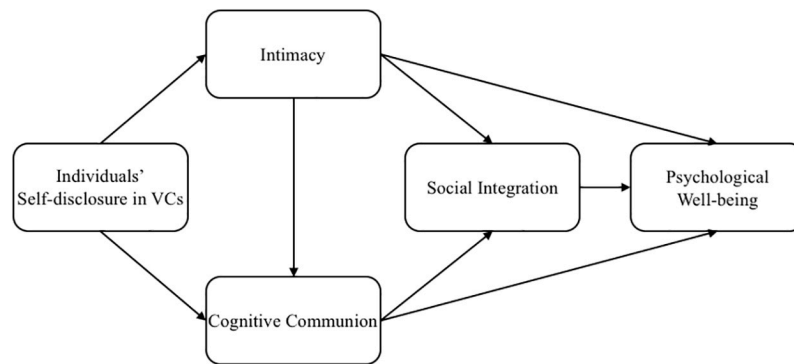 Intimacy
Individuals’
Self-disclosure in VCs
Social Integration
Psychological
Well-being
Cognitive Communion